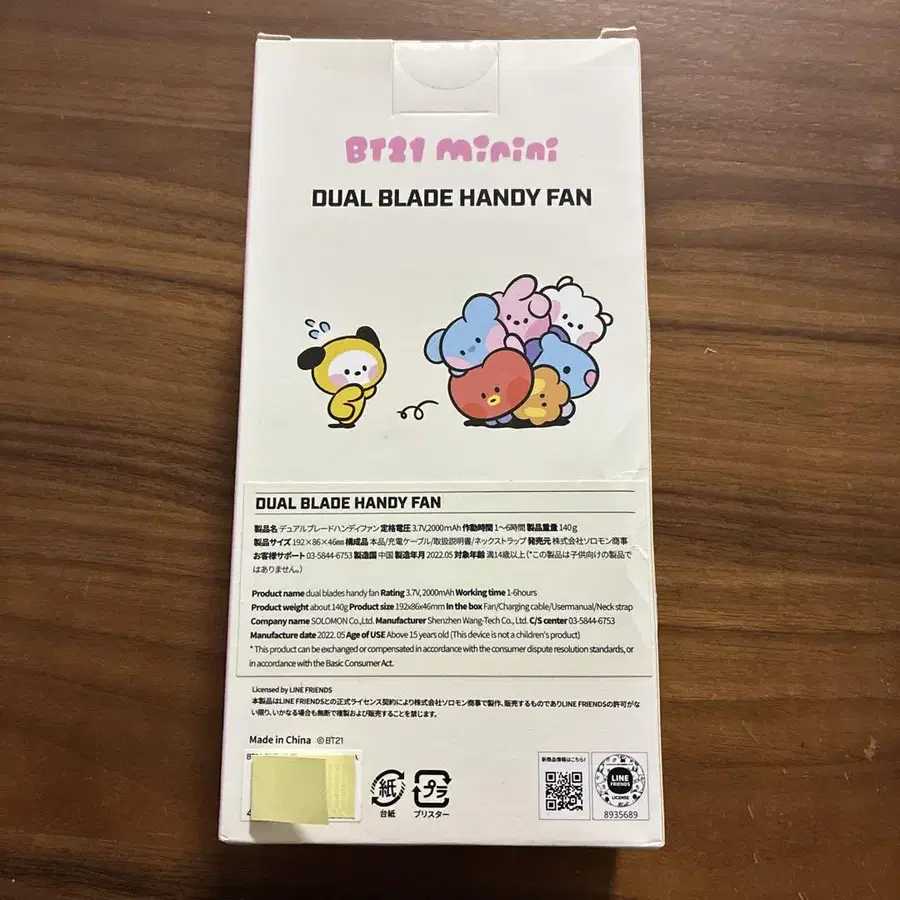 BT21 minini
DUAL BLADE HANDY FAN
DUAL BLADE HANDY FAN
製品名 デュアルブレードハンディファン 定格電圧 3.7V,2000mAh 作動時間 1~6時間 製品重量 140g
製品サイズ 192×86×46mm 構成品 本品/充電ケーブル/取扱説明書/ネックストラップ 発売元 株式会社ソロモン商事
お客様サポート 03-5844-6753 製造国 中国 製造年月 2022.05 対象年齢 満14歳以上 (*この製品は子供向けの製品で
はありません。)
Product name dual blades handy fan Rating 3.7V, 2000mAh Working time 1-6hours
Product weight about 140g Product size 192x86x46mm In the box Fan/Charging cable/Usermanual/Neck strap
Company name SOLOMON Co.,Ltd. Manufacturer Shenzhen Wang-Tech Co., Ltd. C/S center 03-5844-6753
Manufacture date 2022. 05 Age of USE Above 15 years old (This device is not a children's product)
* This product can be exchanged or compensated in accordance with the consumer dispute resolution standards, or
in accordance with the Basic Consumer Act.
Licensed by LINE FRIENDS
本製品はLINE FRIENDSとの正式ライセンス契約により株式会社ソロモン商事で製作、販売するものでありLINE FRIENDSの許可がな
い限り、いかなる場合も無断で複製および販売することを禁じます。
Made in China ©BT21
新商品情報はこちら!
紙
台紙
プラ
ブリスター
LINE
FRIENDS
LICENSE
8935689